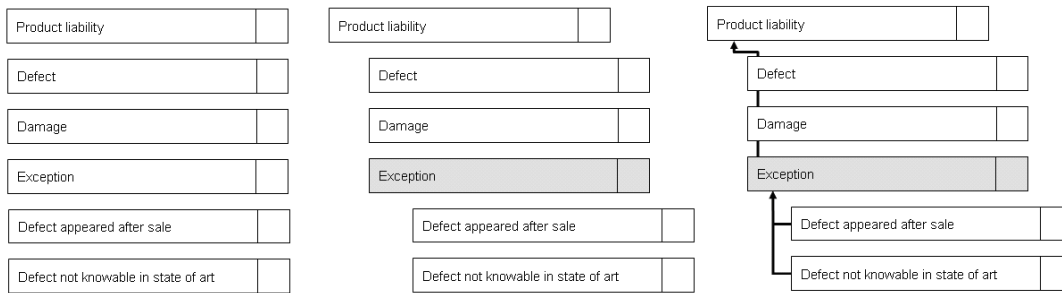 Product liability
Defect
Damage
Exception
Defect appeared after sale
Defect not knowable in state of art
Product liability
Defect
Damage
Exception
Defect appeared after sale
Defect not knowable in state of art
Product liability
Defect
Damage
Exception
Defect appeared after sale
Defect not knowable in state of art